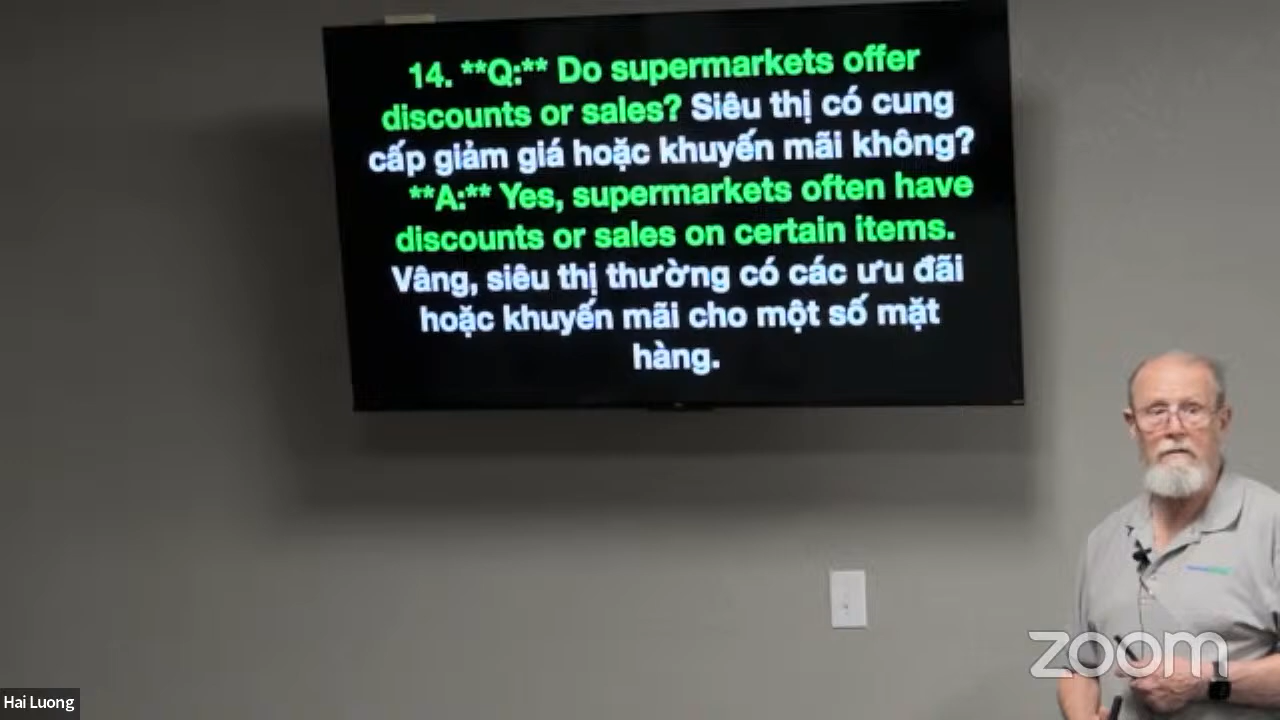 14. **Q:** Do supermarkets offer
discounts or sales? Siêu thị có cung
cấp giảm giá hoặc khuyến mãi không?
**A:** Yes, supermarkets often have
discounts or sales on certain items.
Vâng, siêu thị thường có các ưu đãi
hoặc khuyến mãi cho một số mặt
hàng.
zoom
Hai Luong